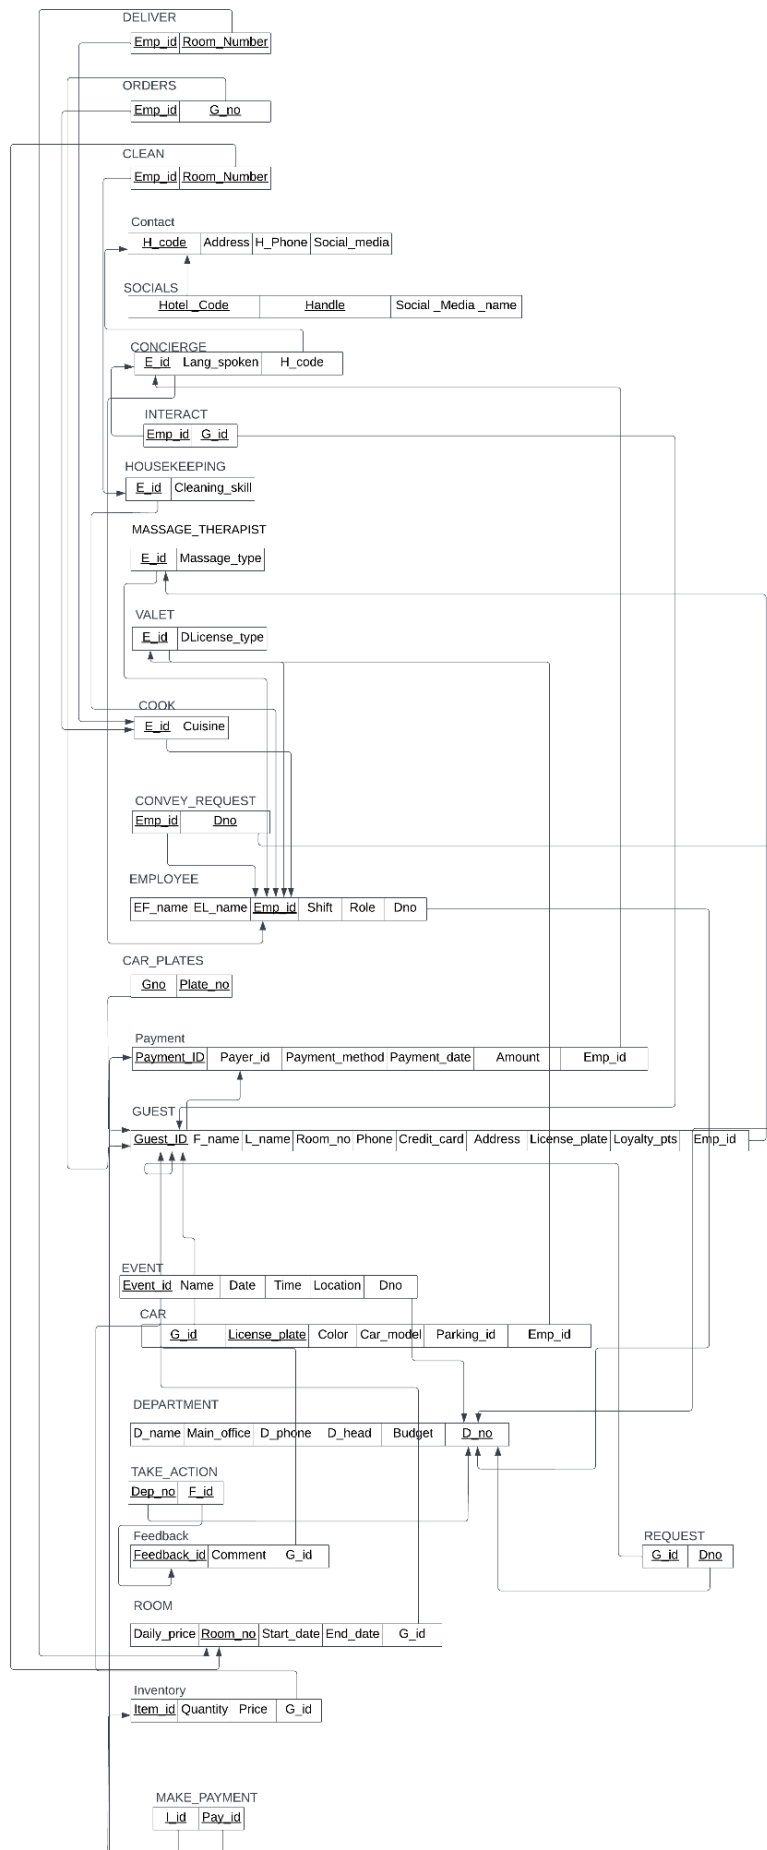 DELIVER
Emp_id Room_Number
ORDERS
Emp_id G_no
CLEAN
Emp_id Room_Number
Contact
H_code Address H_Phone Social_media
SOCIALS
Hotel _Code Handle Social _Media _name
CONCIERGE
E_id Lang_spoken H_code
INTERACT
Emp_id G_id
HOUSEKEEPING
E_id Cleaning_skill
MASSAGE_THERAPIST
E_id Massage_type
VALET
E_id DLicense_type
COOK
E_id Cuisine
CONVEY_REQUEST
Emp_id Dno
EMPLOYEE
EF_name EL_name Emp_id Shift Role Dno
CAR_PLATES
Gno Plate_no
Payment
Payment_ID Payer_id Payment_method Payment_date Amount Emp_id
GUEST
Guest_ID F_name L_name Room_no Phone Credit_card Address License_plate Loyalty_pts Emp_id
EVENT
Event_id Name Date Time Location Dno
CAR
G_id License_plate Color Car_model Parking_id Emp_id
DEPARTMENT
D_name Main_office D_phone D_head Budget D_no
TAKE_ACTION
Dep_no F_id
Feedback
Feedback_id Comment G_id
REQUEST
G_id Dno
ROOM
Daily_price Room_no Start_date End_date G_id
Inventory
Item_id Quantity Price G_id
MAKE_PAYMENT
I_id Pay_id